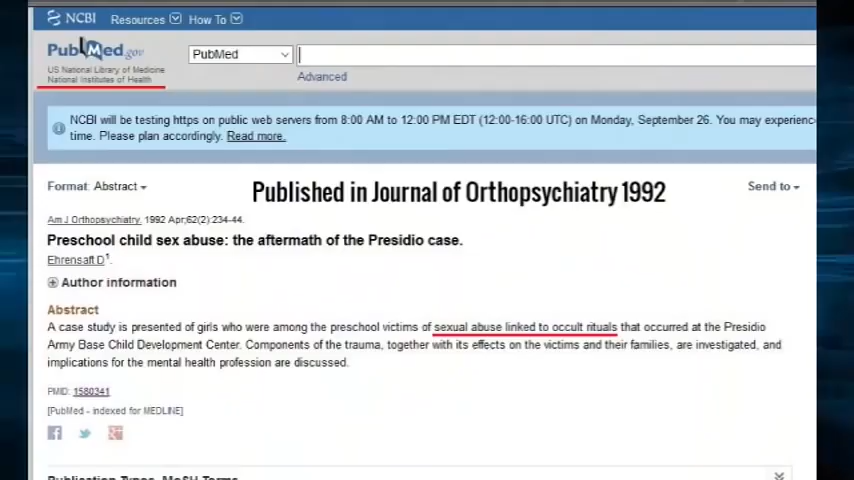 NCBI Resources How To
PubMed.gov
US National Library of Medicine
National Institutes of Health
PubMed
Advanced
NCBI will be testing https on public web servers from 8:00 AM to 12:00 PM EDT (12:00-16:00 UTC) on Monday, September 26. You may experience
time. Please plan accordingly. Read more.
Format: Abstract
Published in Journal of Orthopsychiatry 1992
Send to
Am J Orthopsychiatry. 1992 Apr;62(2):234-44.
Preschool child sex abuse: the aftermath of the Presidio case.
Ehrensaft D1.
Author information
Abstract
A case study is presented of girls who were among the preschool victims of sexual abuse linked to occult rituals that occurred at the Presidio
Army Base Child Development Center. Components of the trauma, together with its effects on the victims and their families, are investigated, and
implications for the mental health profession are discussed.
PMID: 1580341
[PubMed - indexed for MEDLINE]
Publication Types, MeSH Terms